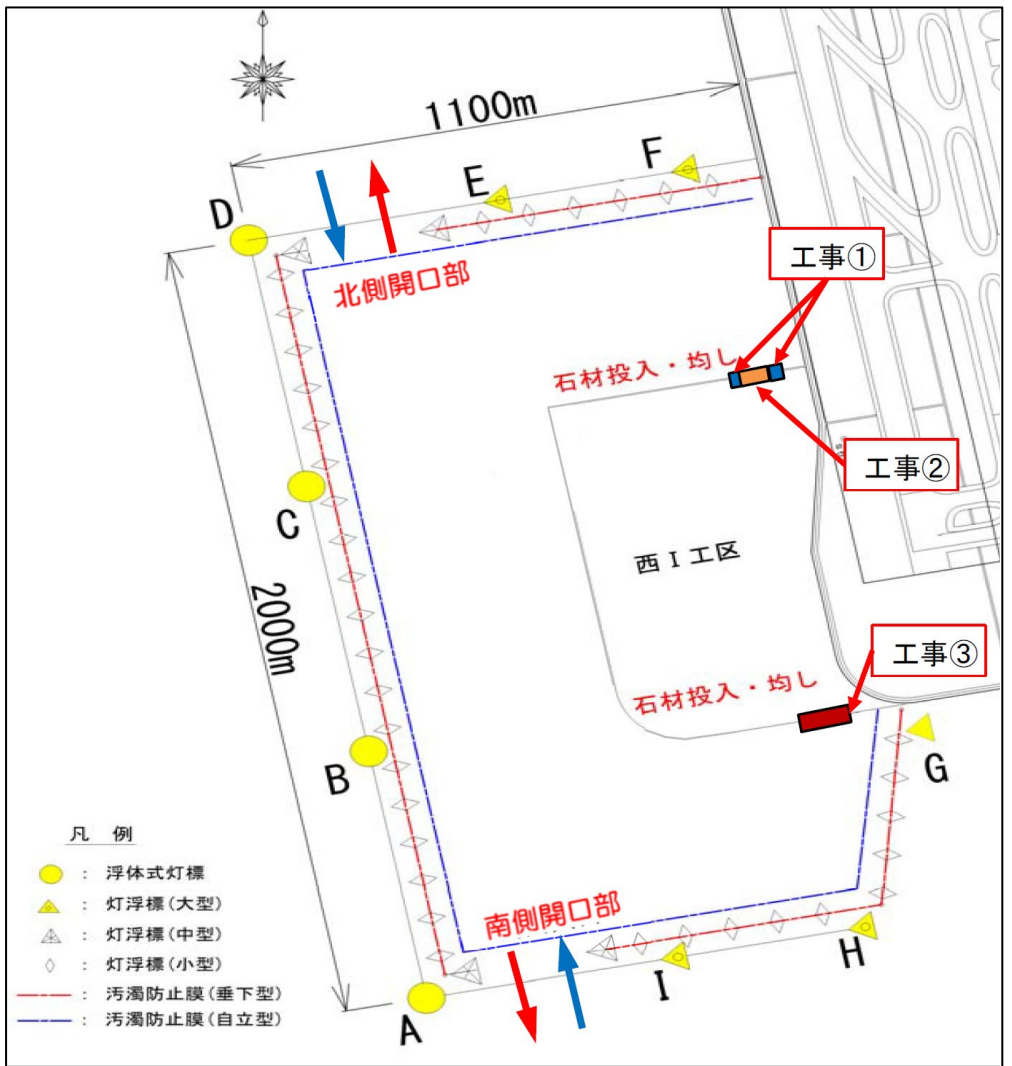 1100m
D
E
F
北側開口部
工事①
石材投入・均し
工事②
C
西Ⅰ工区
2000m
工事③
石材投入・均し
B
G
凡 例
: 浮体式灯標
: 灯浮標(大型)
: 灯浮標(中型)
: 灯浮標(小型)
: 汚濁防止膜(垂下型)
: 汚濁防止膜(自立型)
南側開口部
A
I
H